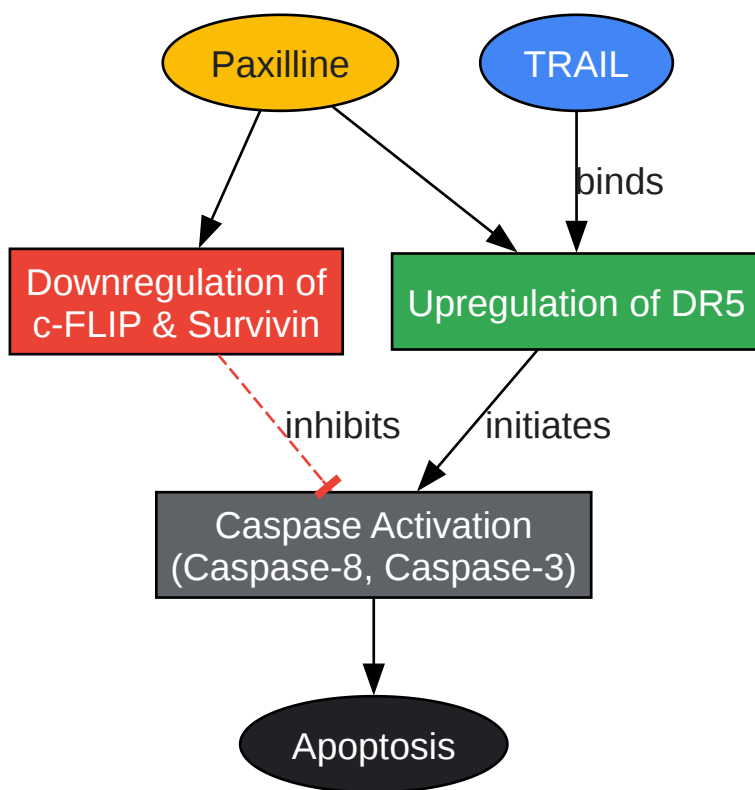 Paxilline
TRAIL
binds
Downregulation of
c-FLIP & Survivin
Upregulation of DR5
inhibits
initiates
Caspase Activation
(Caspase-8, Caspase-3)
Apoptosis